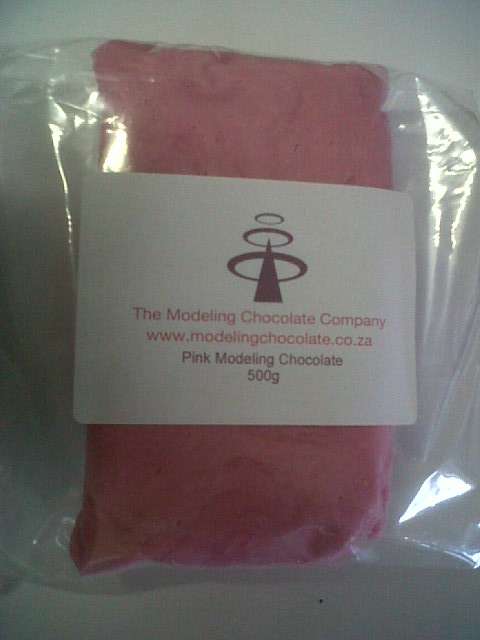 The Modeling Chocolate Company
www.modelingchocolate.co.za
Pink Modeling Chocolate
500g